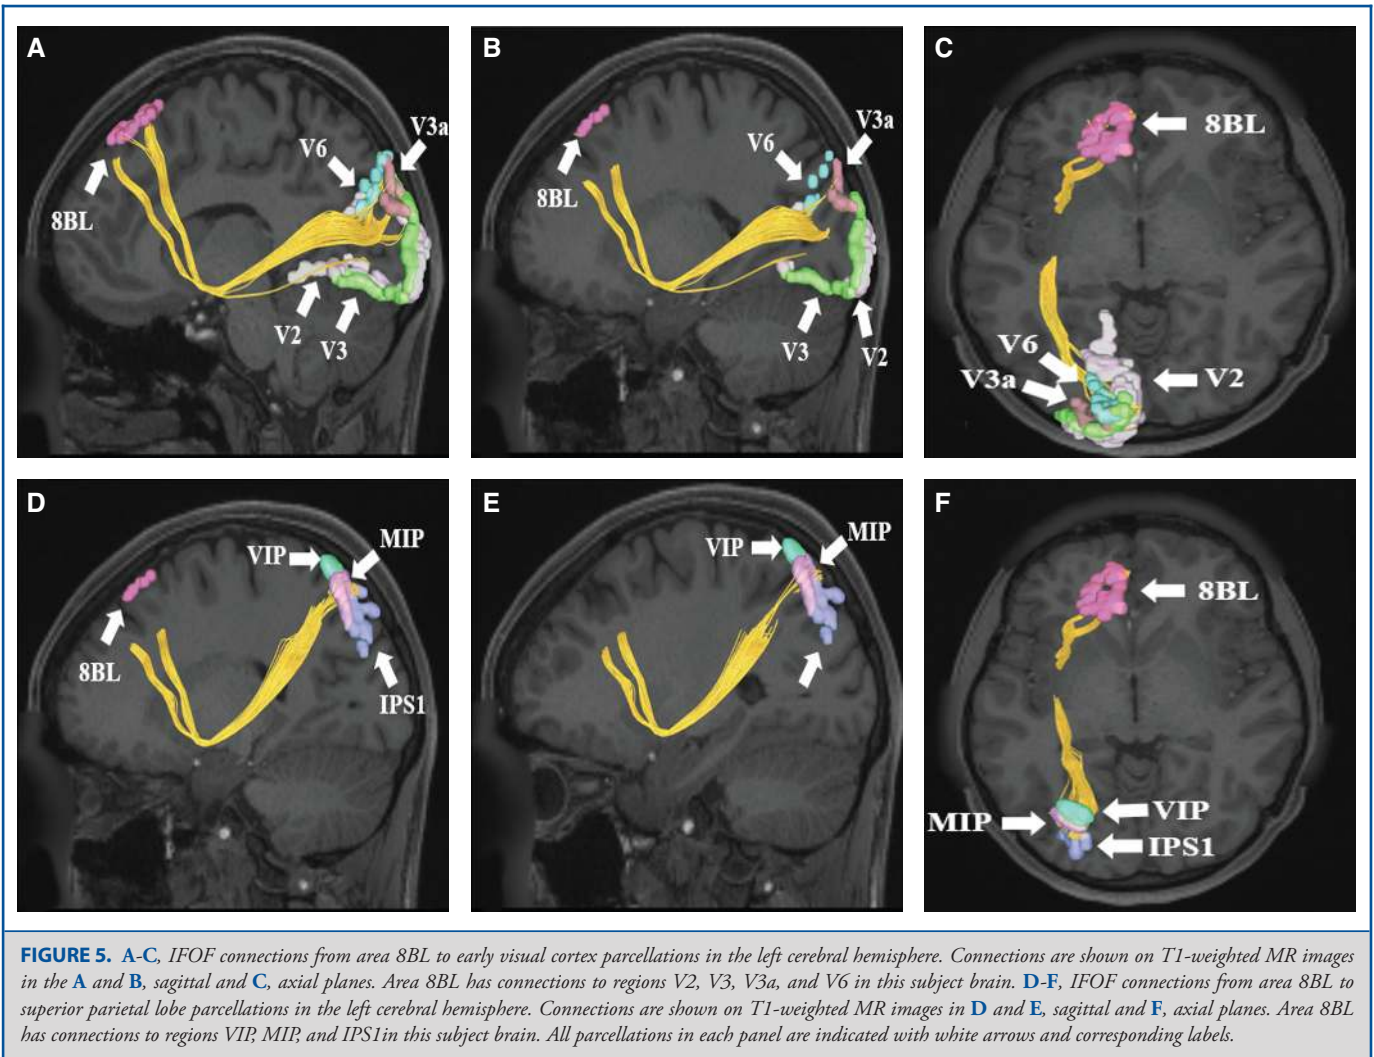 A
V3a
V6
8BL
V2
V3
B
V3a
V6
8BL
V3
V2
C
8BL
V6
V3a
V2
D
MIP
VIP
8BL
IPS1
E
MIP
VIP
F
8BL
VIP
MIP
IPS1
FIGURE 5. A-C, IFOF connections from area 8BL to early visual cortex parcellations in the left cerebral hemisphere. Connections are shown on T1-weighted MR images
in the A and B, sagittal and C, axial planes. Area 8BL has connections to regions V2, V3, V3a, and V6 in this subject brain. D-F, IFOF connections from area 8BL to
superior parietal lobe parcellations in the left cerebral hemisphere. Connections are shown on T1-weighted MR images in D and E, sagittal and F, axial planes. Area 8BL
has connections to regions VIP, MIP, and IPS1in this subject brain. All parcellations in each panel are indicated with white arrows and corresponding labels.